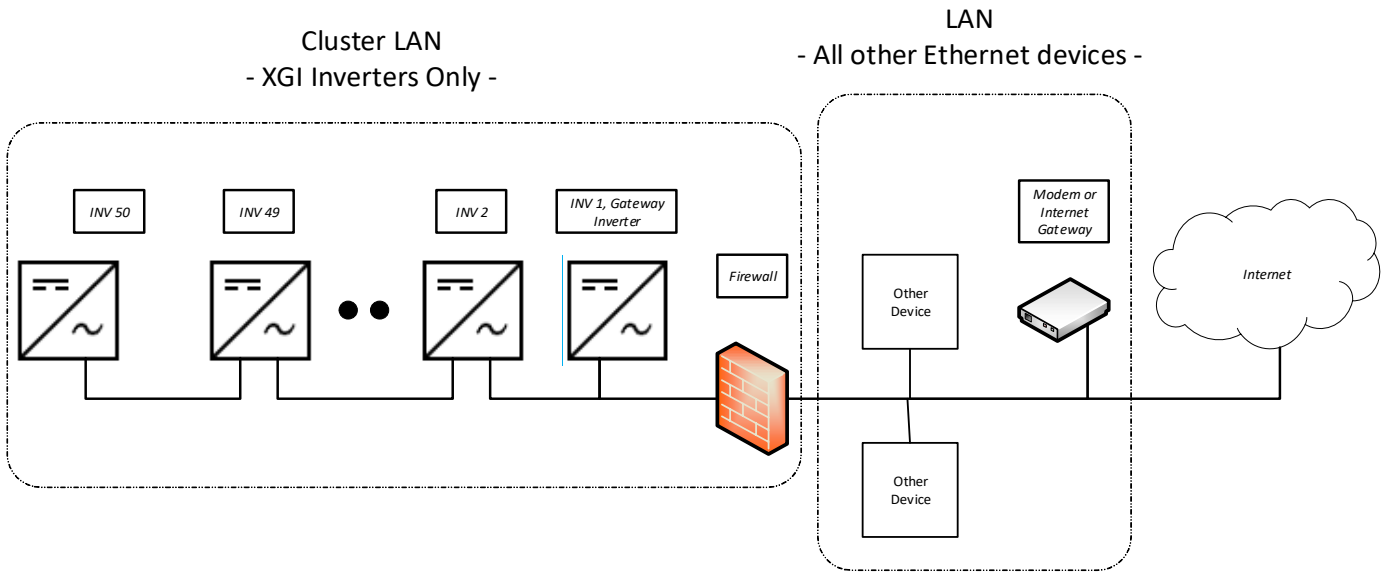 Cluster LAN
- XGI Inverters Only -
LAN
- All other Ethernet devices -
INV 50
INV 49
INV 2
INV 1, Gateway
Inverter
Firewall
Other
Device
Modem or
Internet
Gateway
Internet
Other
Device